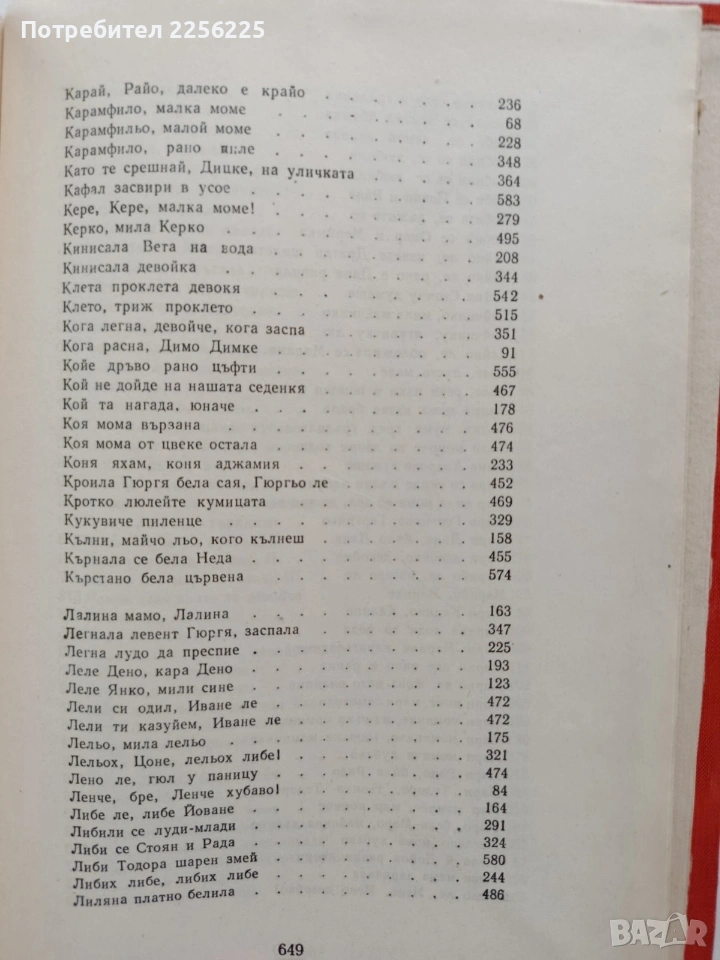 Потребител 2256225
Карай, Райо, далеко е крайо . . . . . . . . 236
Карамфило, малка моме . . . . . . . . 68
Карамфильо, малой моме . . . . . . . . 228
Карамфило, рано пиле . . . . . . . . 348
Като те срешнай, Дицке, на уличката . . . . . . 364
Кафал засвири в усое . . . . . . . . 583
Кере, Кере, малка моме! . . . . . . . . 279
Керко, мила Керко . . . . . . . . 495
Кинисала Вета на вода . . . . . . . . 208
Кинисала девойка . . . . . . . . 344
Клета проклета девокя . . . . . . . . 542
Клето, триж проклето . . . . . . . . 515
Кога легна, девойче, кога заспа . . . . . . . 351
Кога расна, Димо Димке . . . . . . . . 91
Койе дръво рано цъфти . . . . . . . . 555
Кой не дойде на нашата седенкя . . . . . . . 467
Кой та нагада, юначе . . . . . . . . 178
Коя мома вързана . . . . . . . . 476
Коя мома от цвеке остала . . . . . . . . 474
Коня яхам, коня аджамия . . . . . . . . 233
Кроила Гюргя бела сая, Гюргьо ле . . . . . . 452
Кротко люлейте кумицата . . . . . . . . 469
Кукувиче пиленце . . . . . . . . 329
Кълни, майчо льо, кого кълнеш . . . . . . . 158
Кърнала се бела Неда . . . . . . . . 455
Кърстано бела цървена . . . . . . . . 574
Лалина мамо, Лалина . . . . . . . . 163
Легнала левент Гюргя, заспала . . . . . . . 347
Легна лудо да преспие . . . . . . . . 225
Леле Дено, кара Дено . . . . . . . . 193
Леле Янко, мили сине . . . . . . . . 123
Лели си одил, Иване ле . . . . . . . . 472
Лели ти казуйем, Иване ле . . . . . . . 472
Лельо, мила лельо . . . . . . . . 175
Лельох, Цоне, лельох либе! . . . . . . . 321
Лено ле, гюл у паницу . . . . . . . . 474
Ленче, бре, Ленче хубаво! . . . . . . . 84
Либе ле, либе Йоване . . . . . . . . 164
Либили се луди-млади . . . . . . . . 291
Либи се Стоян и Рада . . . . . . . . 324
Либи Тодора шарен змей . . . . . . . . 580
Либих либе, либих либе . . . . . . . . 244
Лиляна платно белила . . . . . . . . 486
649
BAZAR